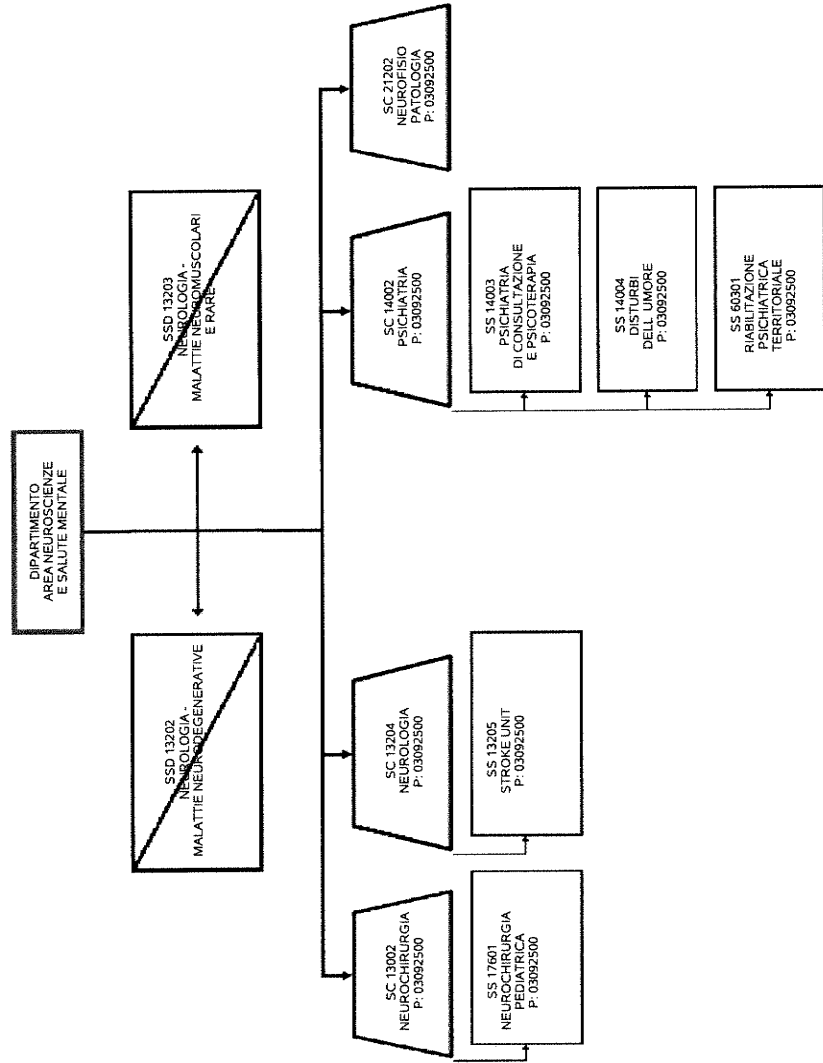 DIPARTIMENTO
AREA NEUROSCIENZE
E SALUTE MENTALE
SSD 13202
NEUROLOGIA -
MALATTIE NEURODEGENERATIVE
SSD 13203
NEUROLOGIA -
MALATTIE NEUROMUSCOLARI
E RARE
SC 13002
NEUROCHIRURGIA
P: 03092500
SC 13204
NEUROLOGIA
P: 03092500
SC 14002
PSICHIATRIA
P: 03092500
SC 21202
NEUROFISIO
PATOLOGIA
P: 03092500
SS 17601
NEUROCHIRURGIA
PEDIATRICA
P: 03092500
SS 13205
STROKE UNIT
P: 03092500
SS 14003
PSICHIATRIA
DI CONSULTAZIONE
E PSICOTERAPIA
P: 03092500
SS 14004
DISTURBI
DELL UMORE
P: 03092500
SS 60301
RIABILITAZIONE
PSICHIATRICA
TERRITORIALE
P: 03092500